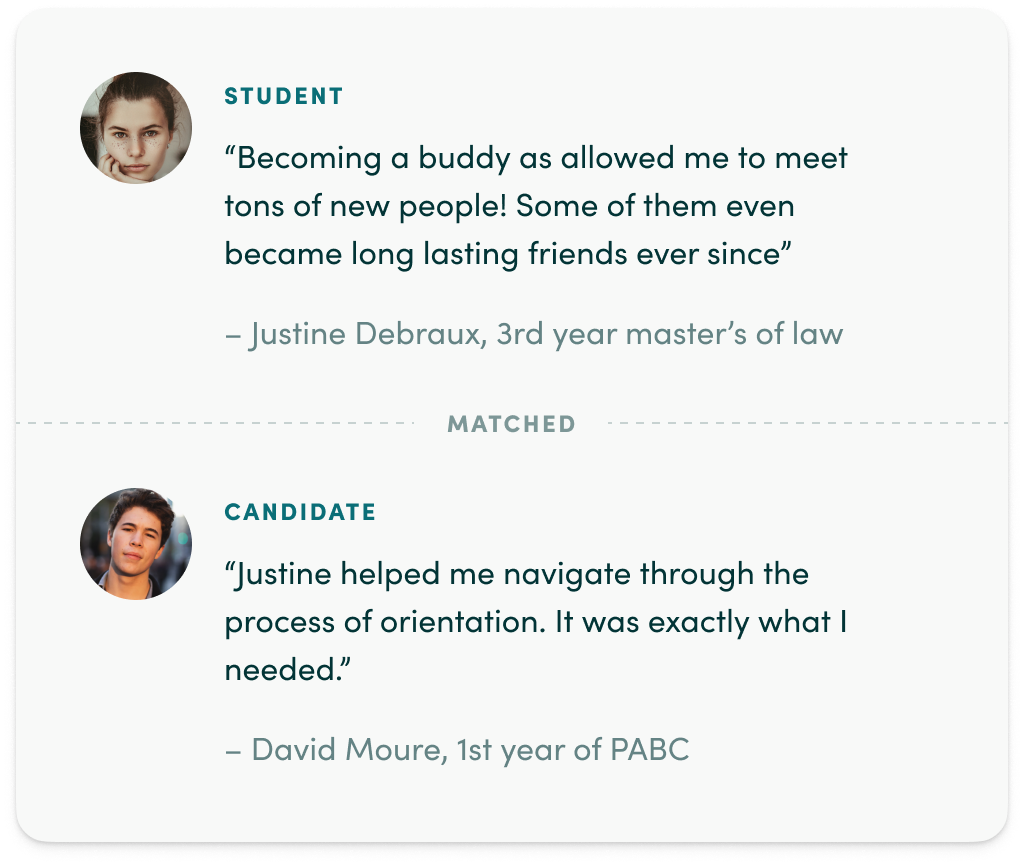 STUDENT
“Becoming a buddy as allowed me to meet
tons of new people! Some of them even
became long lasting friends ever since”
– Justine Debraux, 3rd year master’s of law
MATCHED
CANDIDATE
“Justine helped me navigate through the
process of orientation. It was exactly what I
needed.”
– David Moure, 1st year of PABC